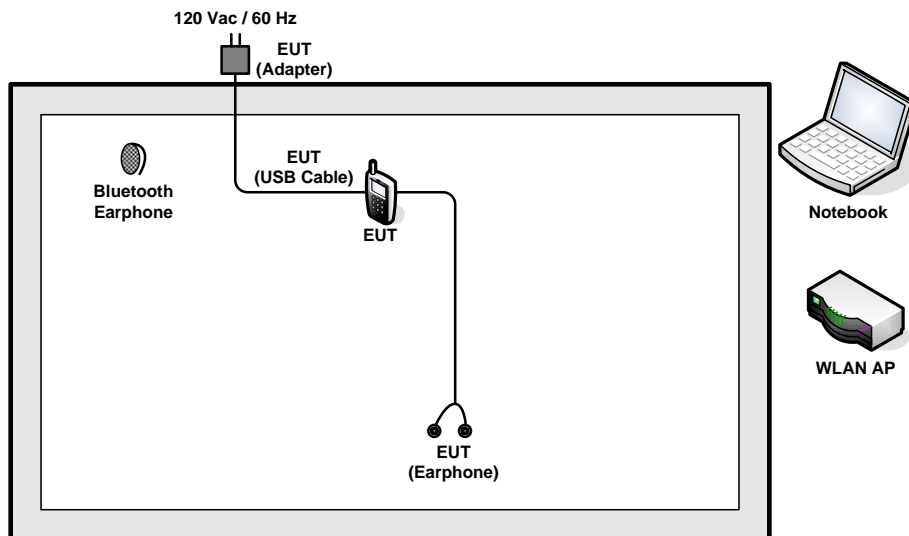 120 Vac / 60 Hz
EUT
(Adapter)
EUT
(USB Cable)
Bluetooth
Earphone
EUT
Notebook
WLAN AP
EUT
(Earphone)